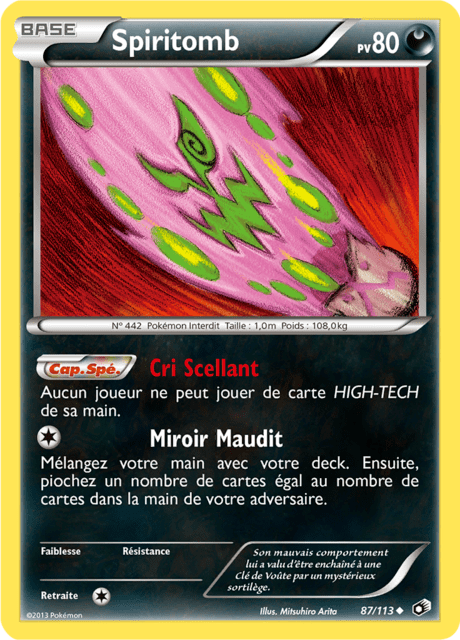 BASE
Spiritomb
PV80
N° 442 Pokémon Interdit Taille : 1,0m Poids : 108,0kg
Cap. Spé. Cri Scellant
Aucun joueur ne peut jouer de carte HIGH-TECH
de sa main.
Miroir Maudit
Mélangez votre main avec votre deck. Ensuite,
piochez un nombre de cartes égal au nombre de
cartes dans la main de votre adversaire.
Faiblesse Résistance
Son mauvais comportement
lui a valu d'être enchaîné à une
Clé de Voûte par un mystérieux
sortilège.
Retraite
Illus. Mitsuhiro Arita 87/113
©2013 Pokémon